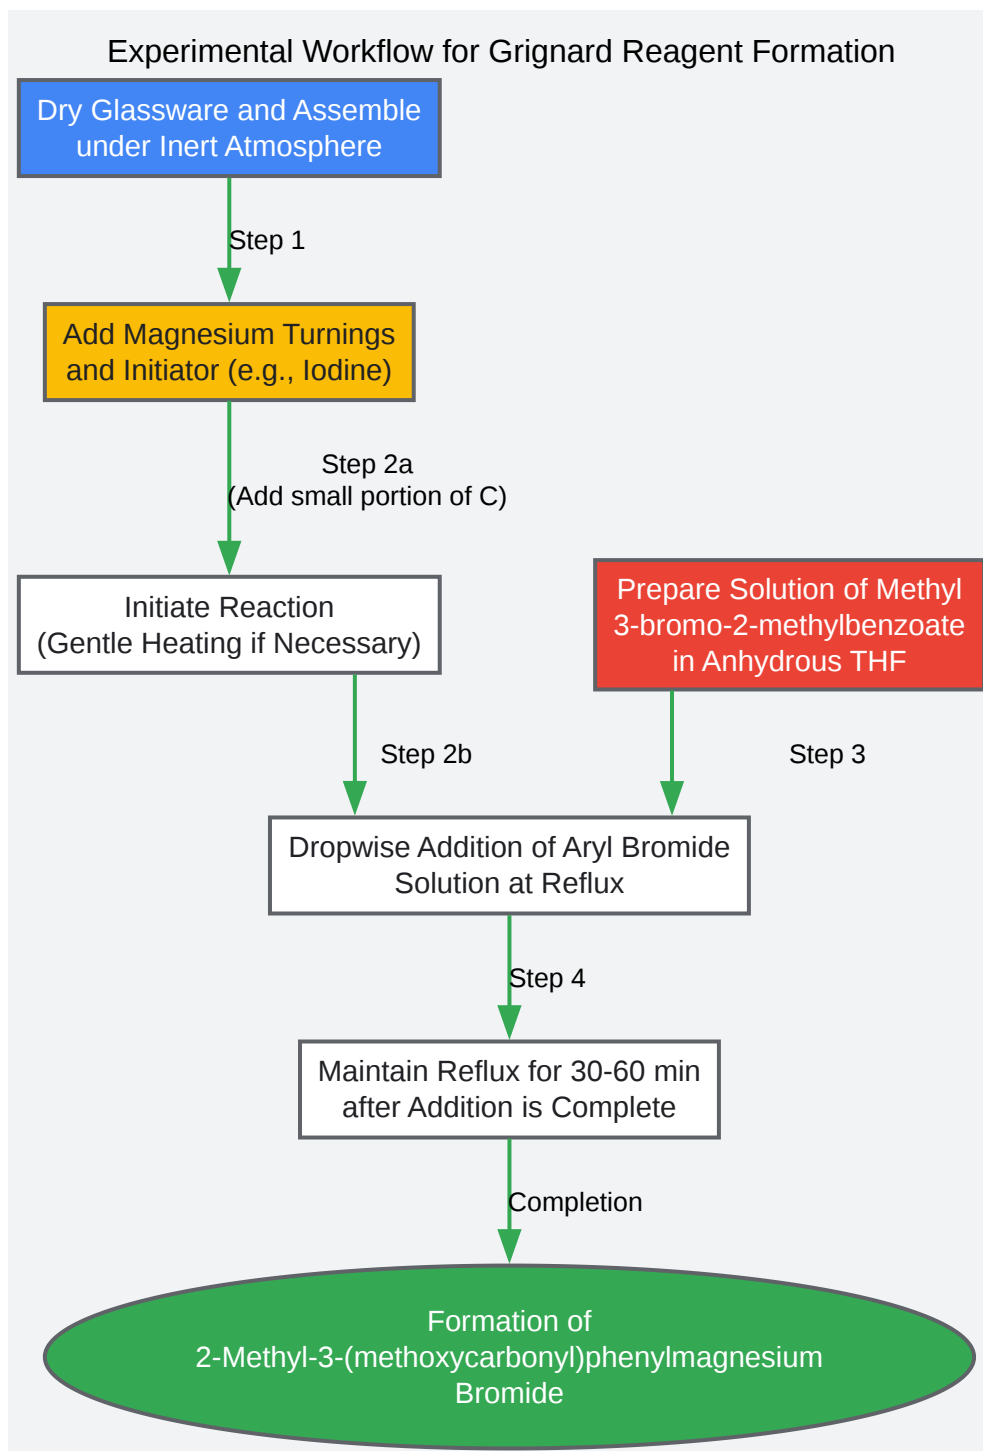 Experimental Workflow for Grignard Reagent Formation
Dry Glassware and Assemble
under Inert Atmosphere
Step 1
Add Magnesium Turnings
and Initiator (e.g., Iodine)
Step 2a
(Add small portion of C)
Initiate Reaction
(Gentle Heating if Necessary)
Prepare Solution of Methyl
3-bromo-2-methylbenzoate
in Anhydrous THF
Step 2b
Step 3
Dropwise Addition of Aryl Bromide
Solution at Reflux
Step 4
Maintain Reflux for 30-60 min
after Addition is Complete
Completion
Formation of
2-Methyl-3-(methoxycarbonyl)phenylmagnesium
Bromide